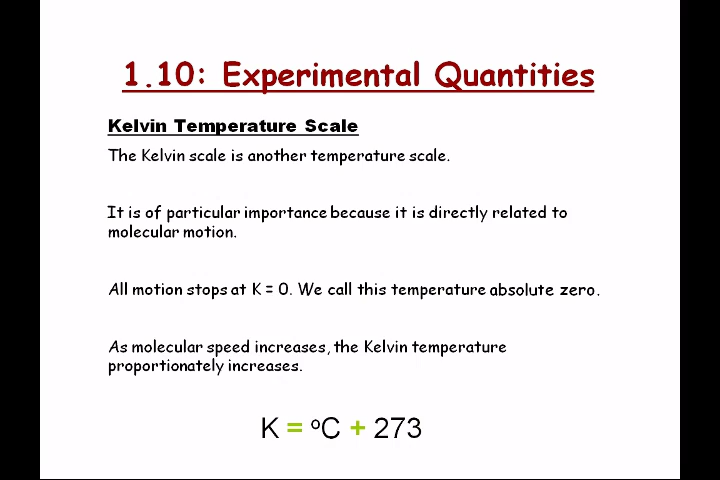 1.10: Experimental Quantities
Kelvin Temperature Scale
The Kelvin scale is another temperature scale.
It is of particular importance because it is directly related to
molecular motion.
All motion stops at K = 0. We call this temperature absolute zero.
As molecular speed increases, the Kelvin temperature
proportionately increases.
K = ºC + 273